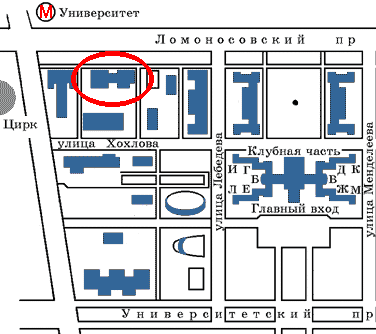 М Университет
Ломоносовский пр
Цирк
улица Хохлова
улица Лебедева
улица Менделеева
Клубная часть
И Г Д К
Б В
Л Е Ж М
Главный вход
Университетский пр